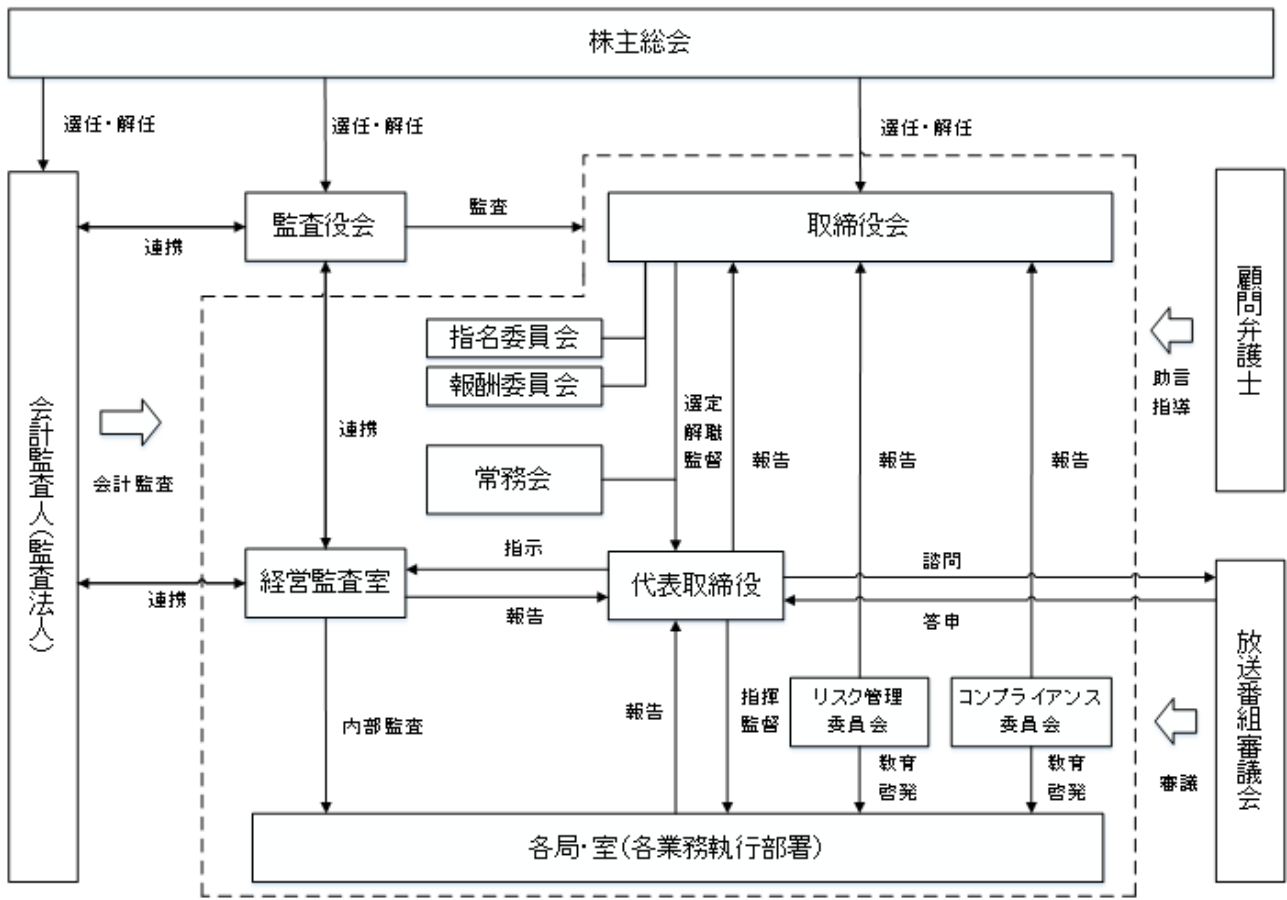 株主総会
選任・解任
選任・解任
選任・解任
監査役会
監査
取締役会
連携
顧問弁護士
指名委員会
報酬委員会
助言
指導
選定
解職
監督
連携
報告
報告
報告
会計監査人(監査法人)
会計監査
常務会
指示
経営監査室
代表取締役
諮問
連携
報告
答申
放送番組審議会
リスク管理
委員会
コンプライアンス
委員会
内部監査
報告
指揮
監督
教育
啓発
教育
啓発
審議
各局・室(各業務執行部署)